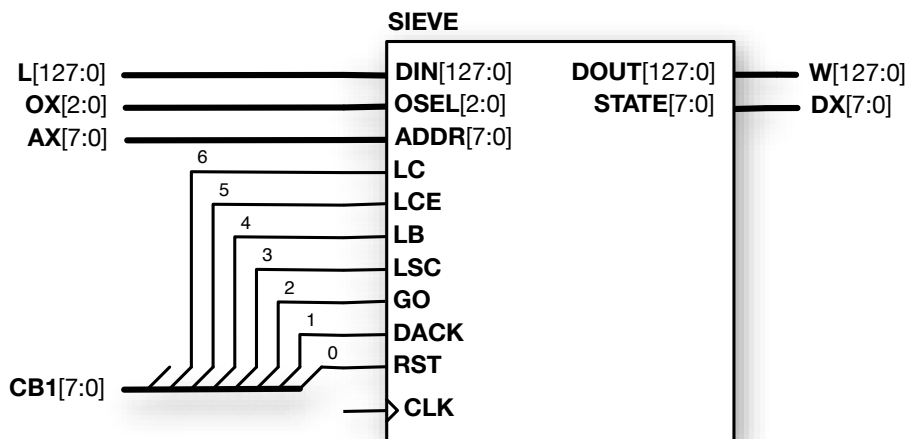 SIEVE
L[127:0] DIN[127:0] DOUT[127:0] W[127:0]
OX[2:0] OSEL[2:0] STATE[7:0] DX[7:0]
AX[7:0] ADDR[7:0]
6 LC
5 LCE
4 LB
3 LSC
2 GO
1 DACK
0 RST
CB1[7:0]
CLK